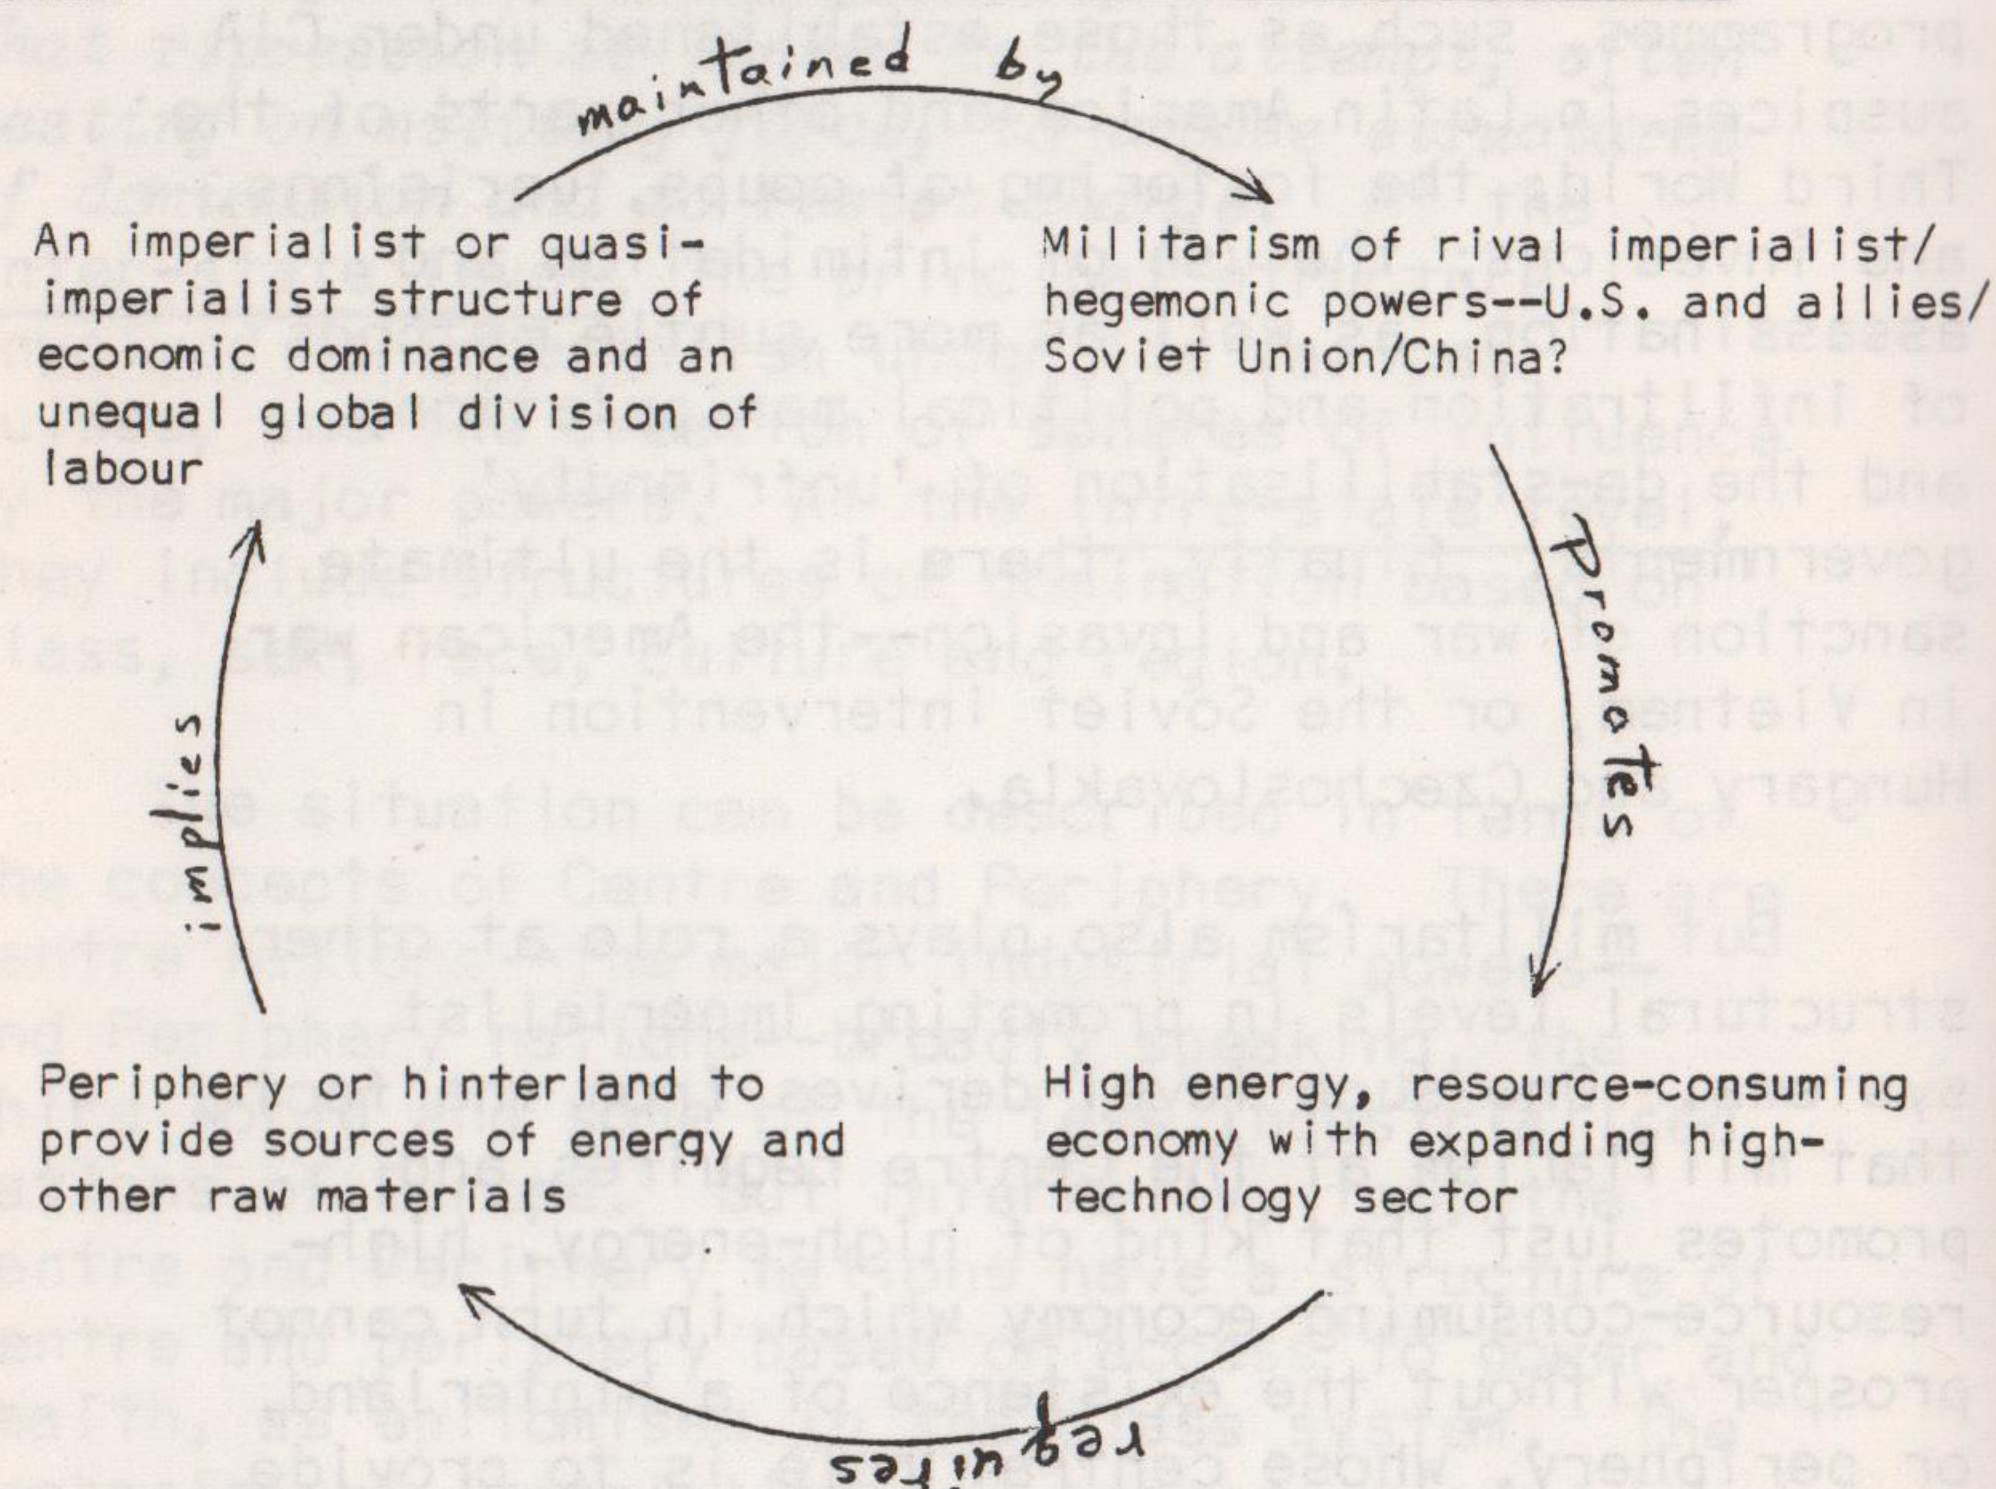 maintained by
An imperialist or quasi-
imperialist structure of
economic dominance and an
unequal global division of
labour
Militarism of rival imperialist/
hegemonic powers--U.S. and allies/
Soviet Union/China?
promotes
High energy, resource-consuming
economy with expanding high-
technology sector
requires
Periphery or hinterland to
provide sources of energy and
other raw materials
implies